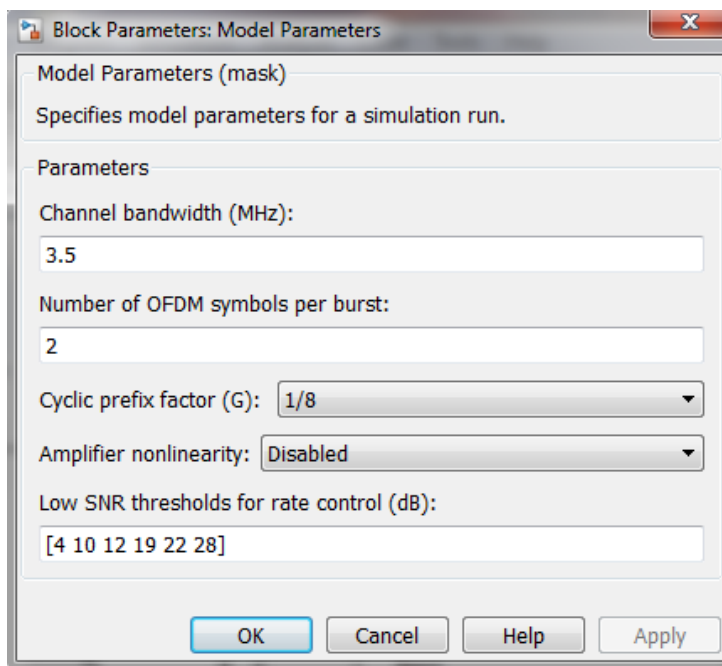 Block Parameters: Model Parameters
Model Parameters (mask)
Specifies model parameters for a simulation run.
Parameters
Channel bandwidth (MHz):
3.5
Number of OFDM symbols per burst:
2
Cyclic prefix factor (G): 1/8
Amplifier nonlinearity: Disabled
Low SNR thresholds for rate control (dB):
[4 10 12 19 22 28]
OK Cancel Help Apply